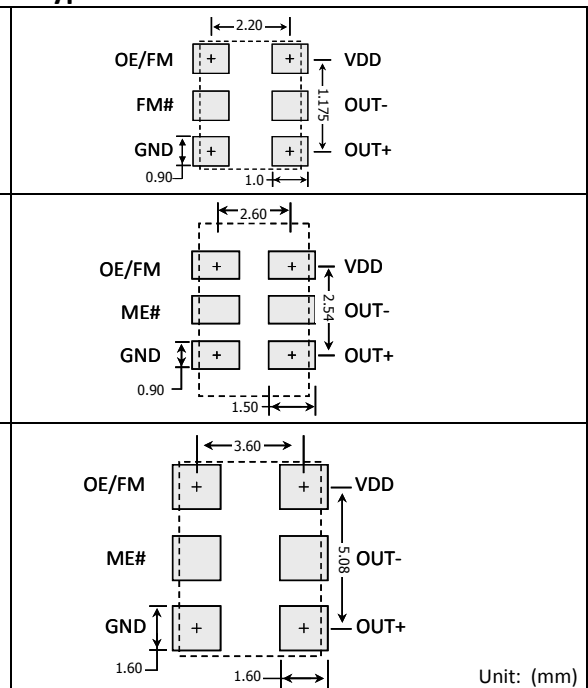 2.20
OE/FM
VDD
FM#
1.175
OUT-
GND
OUT+
0.90
1.0
2.60
OE/FM
VDD
ME#
2.54
OUT-
GND
OUT+
0.90
1.50
3.60
OE/FM
VDD
ME#
5.08
OUT-
GND
OUT+
1.60
1.60
Unit: (mm)